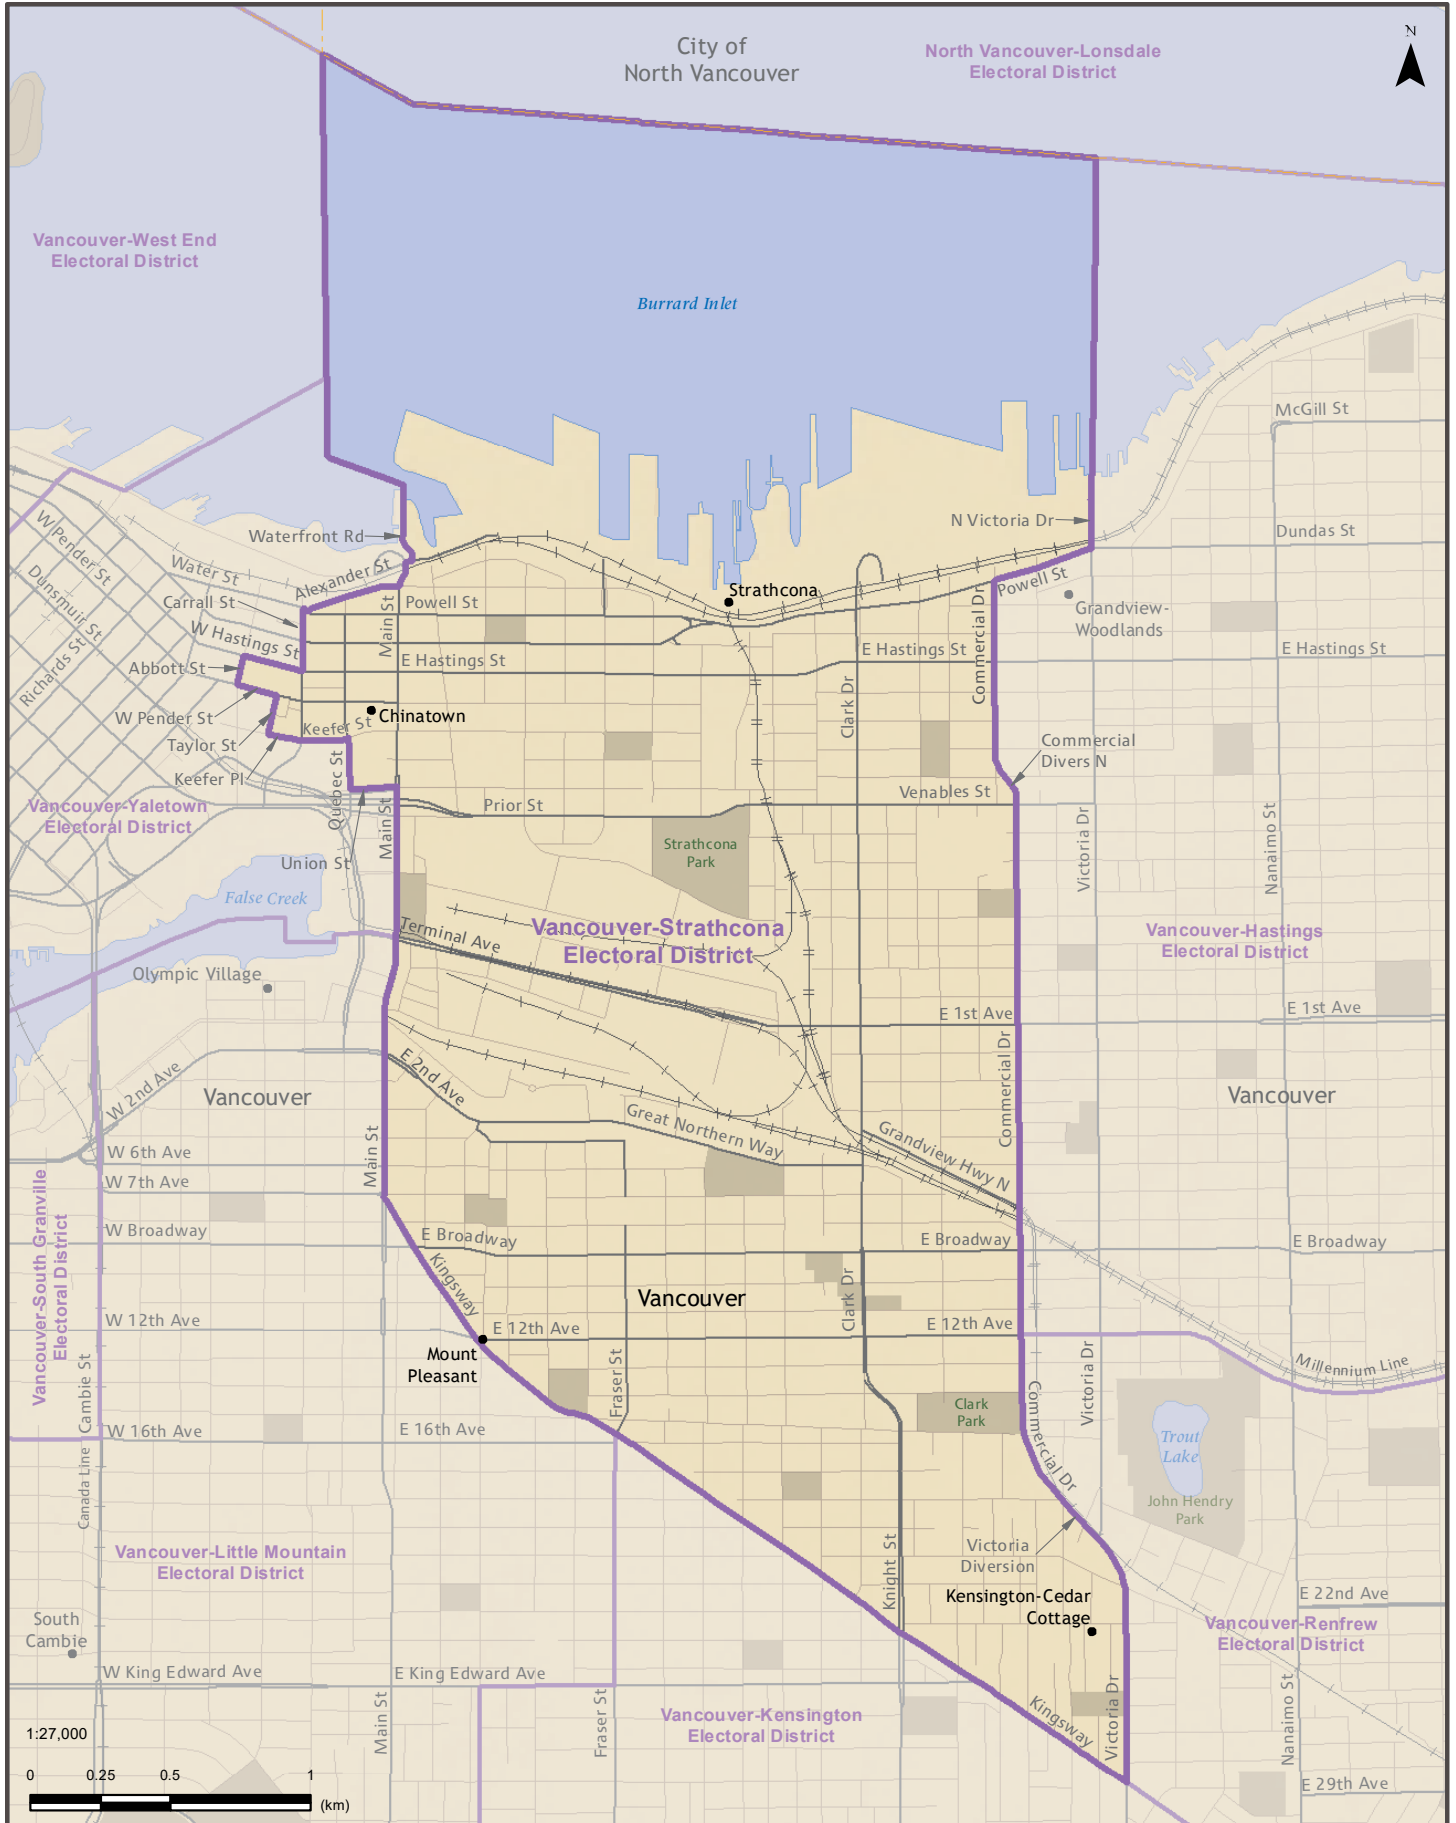 City of
North Vancouver
North Vancouver-Lonsdale
Electoral District
N
Vancouver-West End
Electoral District
Burrard Inlet
McGill St
N Victoria Dr
Dundas St
Waterfront Rd
W Pender St
Water St
Alexander St
Dunsmuir St
Carrall St
Main St
Powell St
Strathcona
Powell St
Grandview-
Woodlands
Commercial Dr
W Hastings St
Richards St
Abbott St
E Hastings St
E Hastings St
E Hastings St
Clark Dr
W Pender St
Chinatown
Keefer St
Taylor St
Keefer Pl
Quebec St
Commercial
Divers N
Vancouver-Yaletown
Electoral District
Main St
Prior St
Venables St
Victoria Dr
Nanaimo St
Union St
Strathcona
Park
False Creek
Terminal Ave
Vancouver-Strathcona
Electoral District
Vancouver-Hastings
Electoral District
Olympic Village
E 1st Ave
E 1st Ave
Commercial Dr
W 2nd Ave
E 2nd Ave
Vancouver
Vancouver
Great Northern Way
Grandview Hwy N
Main St
W 6th Ave
W 7th Ave
Vancouver-South Granville
Electoral District
W Broadway
E Broadway
E Broadway
E Broadway
Kingsway
Vancouver
Clark Dr
W 12th Ave
E 12th Ave
E 12th Ave
Mount
Pleasant
Fraser St
Cambie St
Victoria Dr
Millennium Line
Commercial Dr
Clark
Park
W 16th Ave
E 16th Ave
Trout
Lake
Canada Line
John Hendry
Park
Vancouver-Little Mountain
Electoral District
Knight St
Victoria
Diversion
Kensington-Cedar
Cottage
E 22nd Ave
Vancouver-Renfrew
Electoral District
South
Cambie
W King Edward Ave
E King Edward Ave
Main St
Fraser St
Vancouver-Kensington
Electoral District
Kingsway
Victoria Dr
Nanaimo St
1:27,000
0
0.25
0.5
1
(km)
E 29th Ave